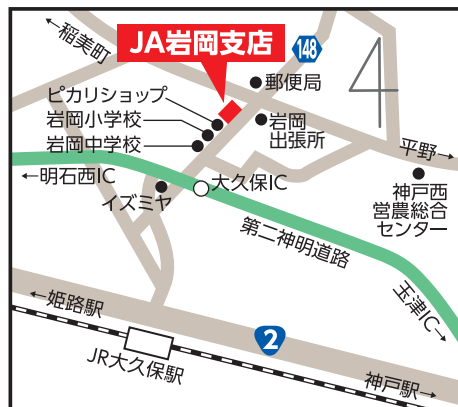 ←稲美町
JA岩岡支店
148
郵便局
ピカリショップ
岩岡小学校
岩岡中学校
岩岡
出張所
平野→
←明石西IC
大久保IC
イズミヤ
神戸西
営農総合
センター
第二神明道路
玉津IC→
←姫路駅
2
JR大久保駅
神戸駅→
4